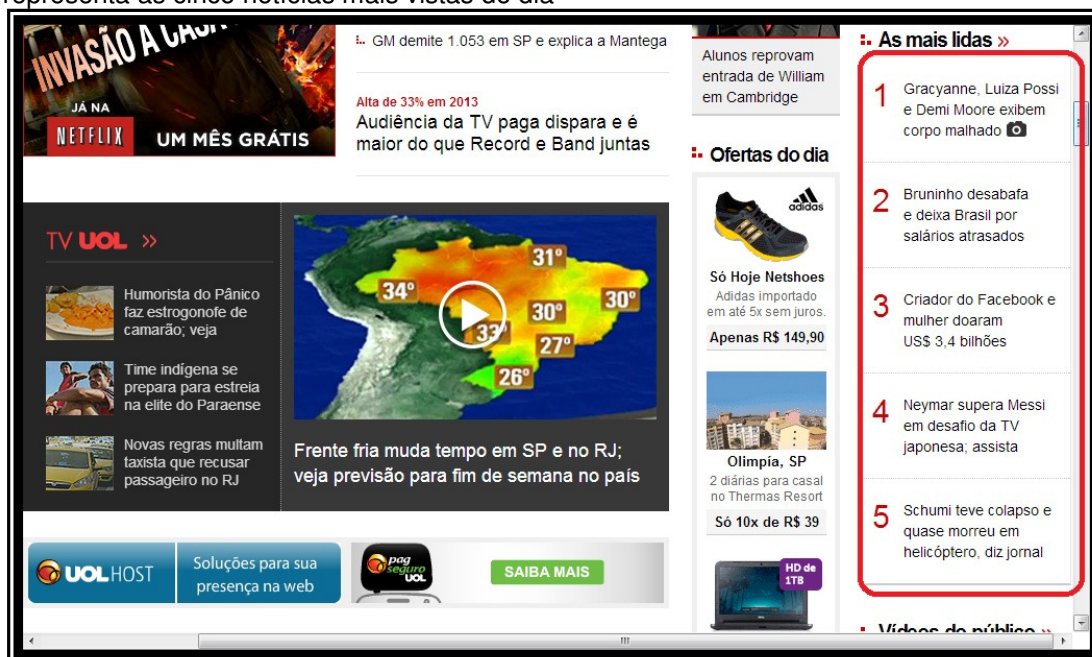 representa as cinco notícias mais vistas do dia
INVASÃO À CASA
JÁ NA
NETFLIX
UM MÊS GRÁTIS
GM demite 1.053 em SP e explica a Mantega
Alta de 33% em 2013
Audiência da TV paga dispara e é
maior do que Record e Band juntas
TV UOL »
Humorista do Pânico
faz estrogonofe de
camarão; veja
Time indígena se
prepara para estreia
na elite do Paraense
Novas regras multam
taxista que recusar
passageiro no RJ
31º
34º
30º
30º
33º
27º
26º
Frente fria muda tempo em SP e no RJ;
veja previsão para fim de semana no país
UOL HOST
Soluções para sua
presença na web
pag
seguro
UOL
SAIBA MAIS
Alunos reprovam
entrada de William
em Cambridge
Ofertas do dia
adidas
Só Hoje Netshoes
Adidas importado
em até 5x sem juros.
Apenas R$ 149,90
Olimpía, SP
2 diárias para casal
no Thermas Resort
Só 10x de R$ 39
HD de
1TB
As mais lidas »
1 Gracyanne, Luiza Possi
e Demi Moore exibem
corpo malhado
2 Bruninho desabafa
e deixa Brasil por
salários atrasados
3 Criador do Facebook e
mulher doaram
US$ 3,4 bilhões
4 Neymar supera Messi
em desafio da TV
japonesa; assista
5 Schumi teve colapso e
quase morreu em
helicóptero, diz jornal
Vídeos do público »